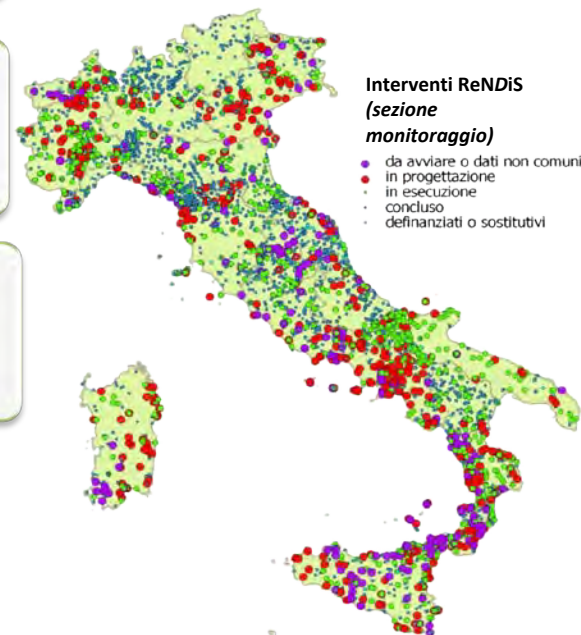 Interventi ReNDiS
(sezione
monitoraggio)
da avviare o dati non comuni
in progettazione
in esecuzione
concluso
definanziati o sostitutivi